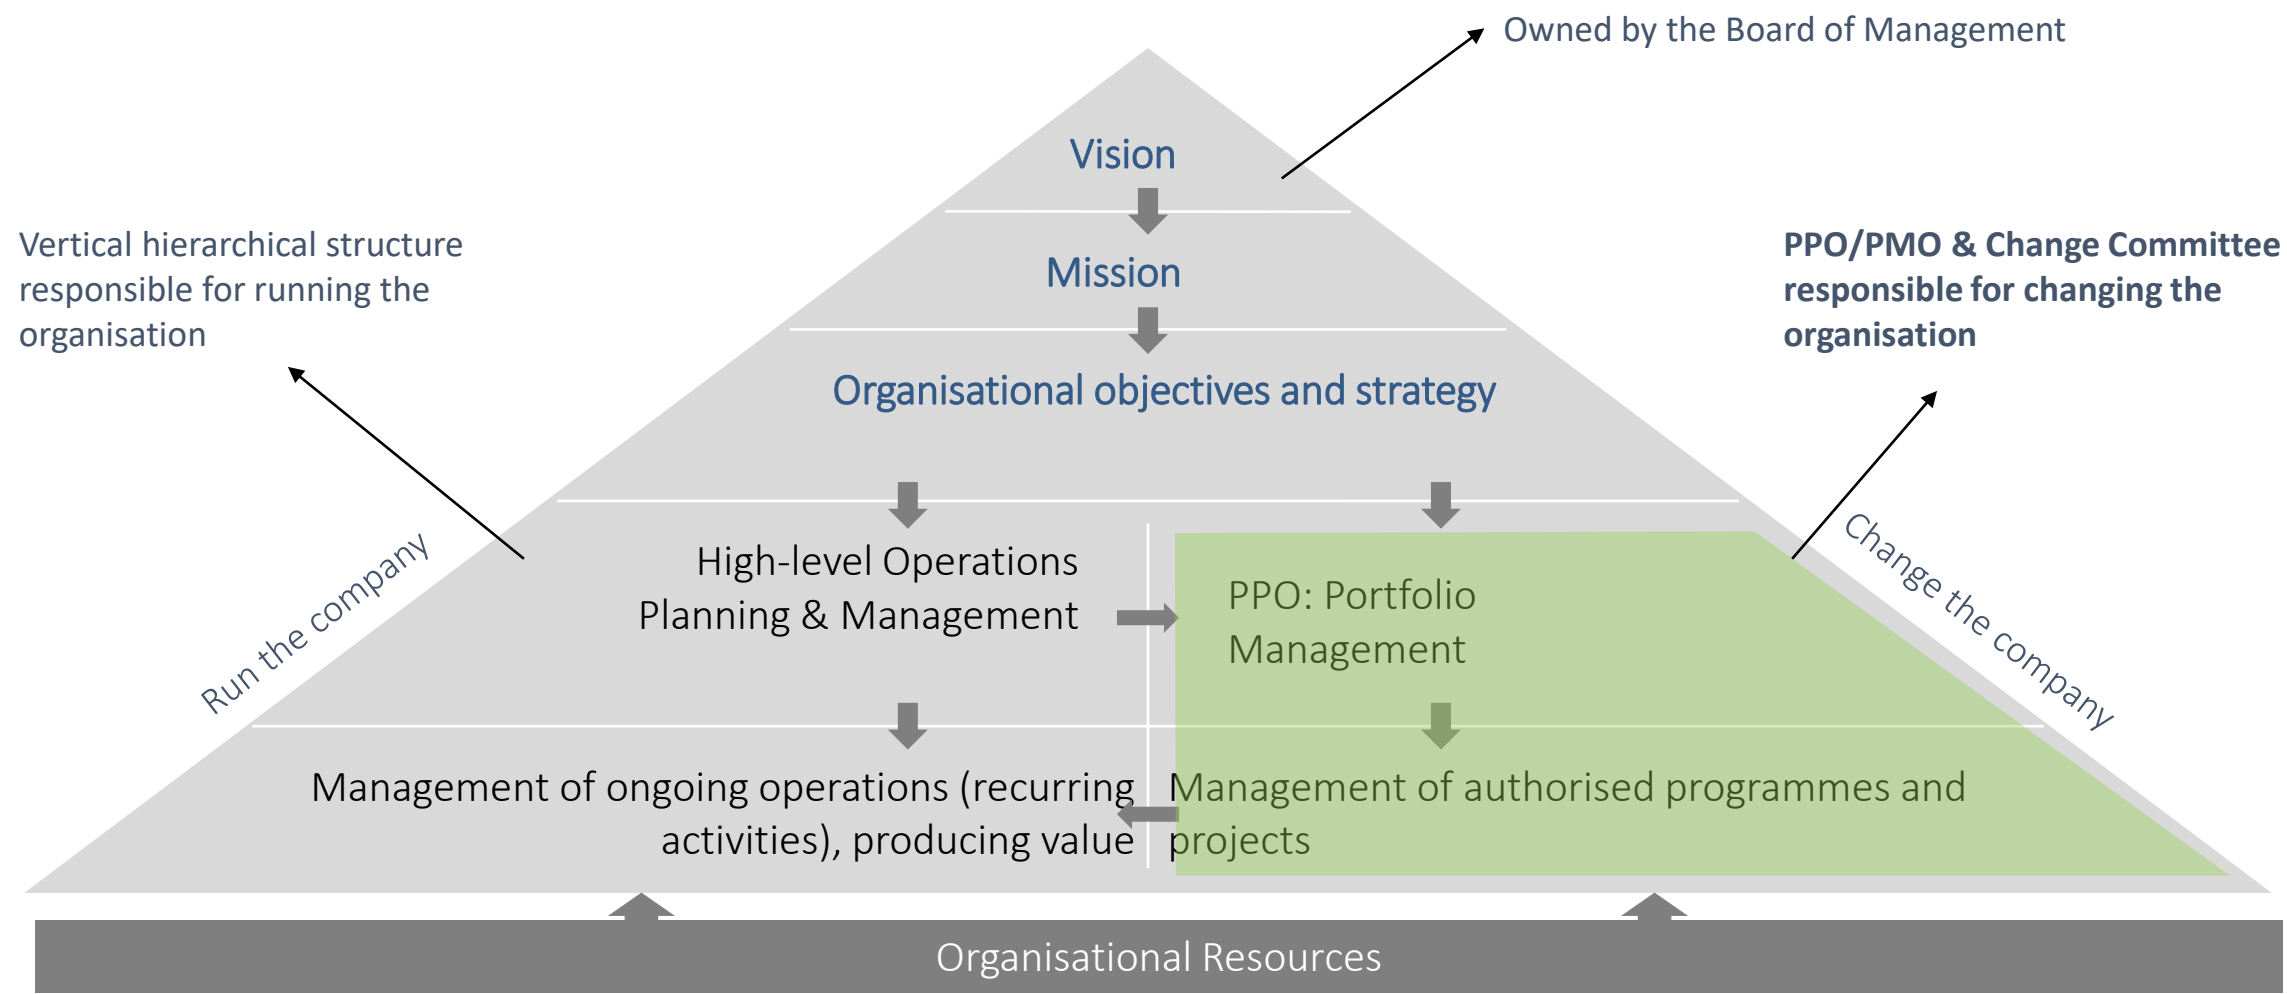 Owned by the Board of Management
Vision
Vertical hierarchical structure
responsible for running the
organisation
Mission
PPO/PMO & Change Committee
responsible for changing the
organisation
Organisational objectives and strategy
Run the company
High-level Operations
Planning & Management
PPO: Portfolio
Management
Change the company
Management of ongoing operations (recurring
activities), producing value
Management of authorised programmes and
projects
Organisational Resources